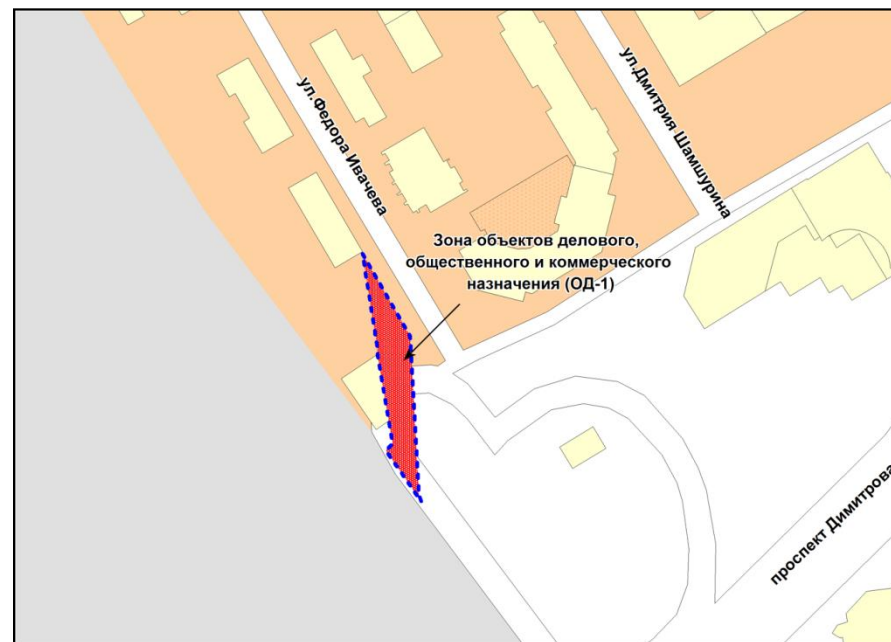 ул.Федора Ивачева
ул.Дмитрия Шамшурина
Зона объектов делового,
общественного и коммерческого
назначения (ОД-1)
проспект Димитрова